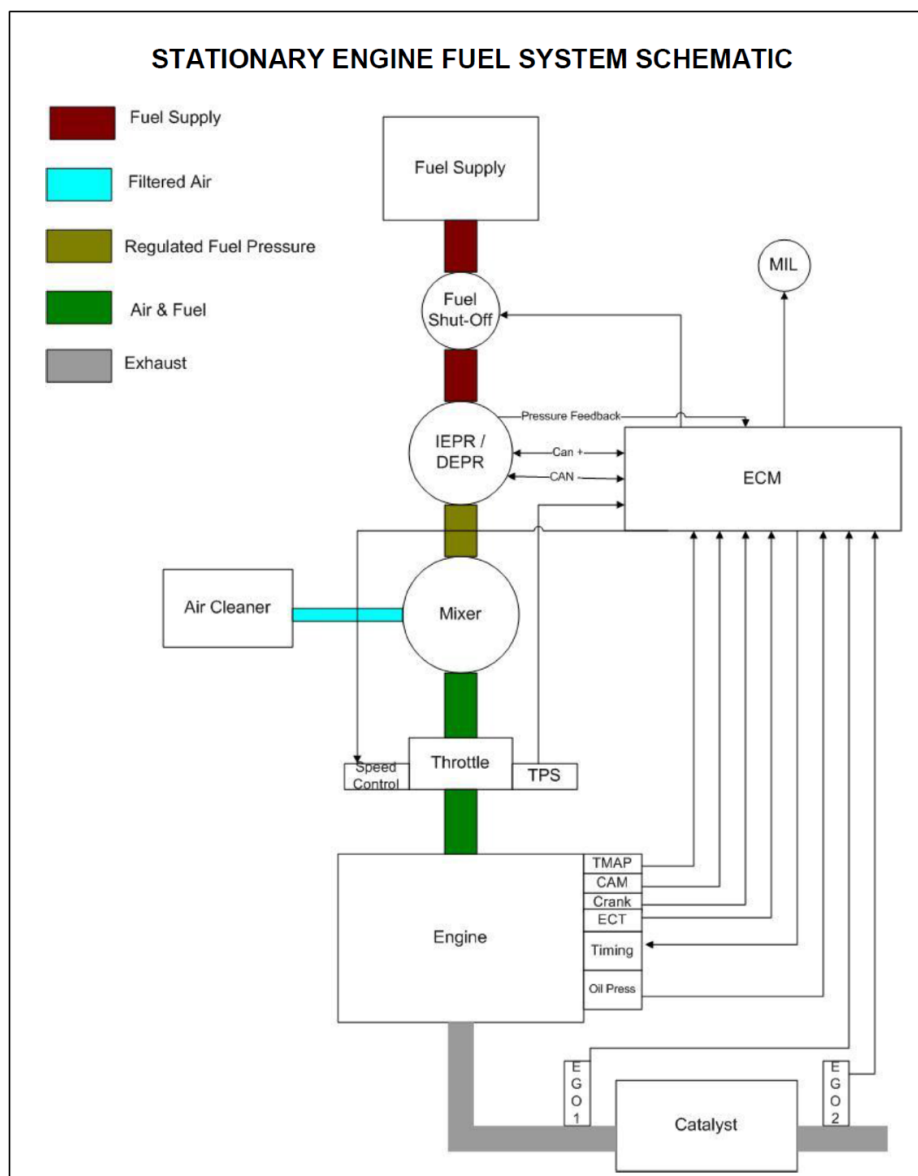 STATIONARY ENGINE FUEL SYSTEM SCHEMATIC
Fuel Supply
Filtered Air
Regulated Fuel Pressure
Air & Fuel
Exhaust
Fuel Supply
MIL
Fuel
Shut-Off
Pressure Feedback
IEPR /
DEPR
Can +
CAN -
ECM
Air Cleaner
Mixer
Speed
Control
Throttle
TPS
Engine
TMAP
CAM
Crank
ECT
Timing
Oil Press
E
G
O
1
Catalyst
E
G
O
2